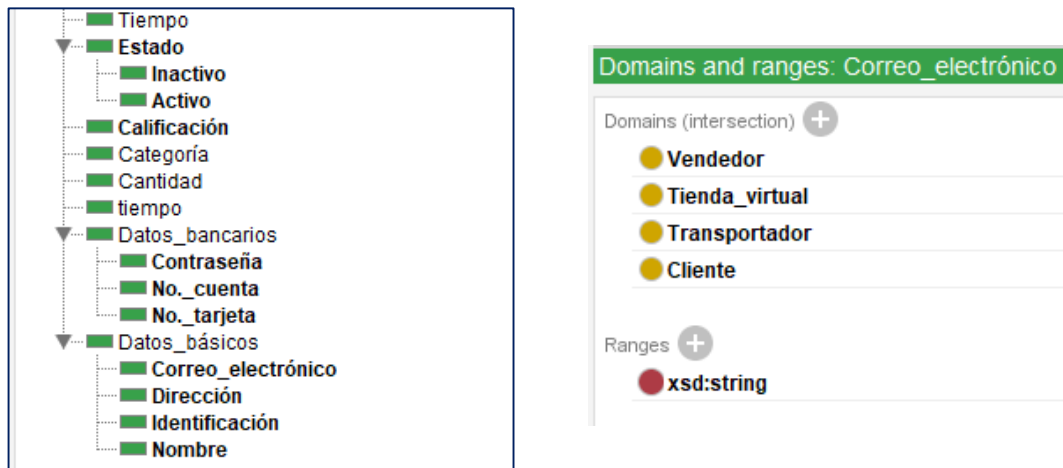 Tiempo
Estado
Inactivo
Activo
Calificación
Categoría
Cantidad
tiempo
Datos_bancarios
Contraseña
No._cuenta
No._tarjeta
Datos_básicos
Correo_electrónico
Dirección
Identificación
Nombre
Domains and ranges: Correo_electrónico
Domains (intersection)
Vendedor
Tienda_virtual
Transportador
Cliente
Ranges
xsd:string